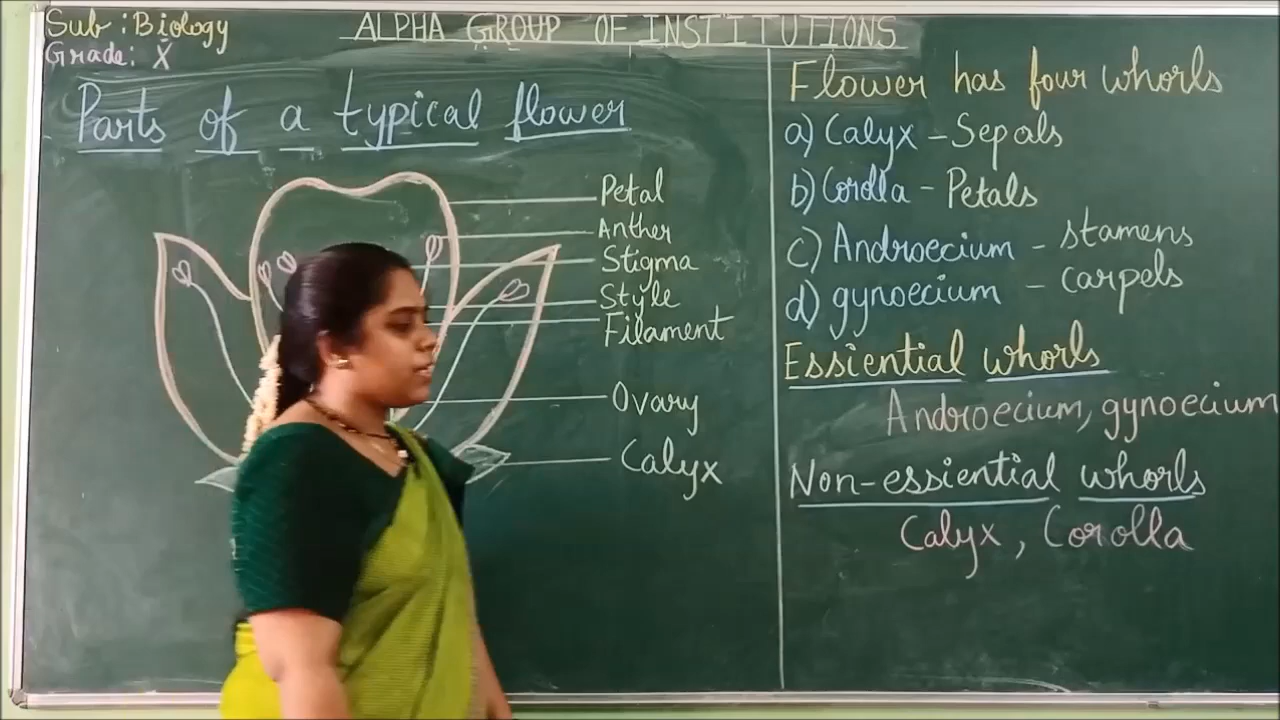 Sub : Biology
Grade: X
ALPHA GROUP OF INSTITUTIONS
Parts of a typical flower
Petal
Anther
Stigma
Style
Filament
Ovary
Calyx
Flower has four whorls
a) Calyx - Sepals
b) Corolla - Petals
c) Androecium - stamens
d) gynoecium - carpels
Essiential whorls
Androecium, gynoecium
Non-essiential whorls
Calyx, Corolla